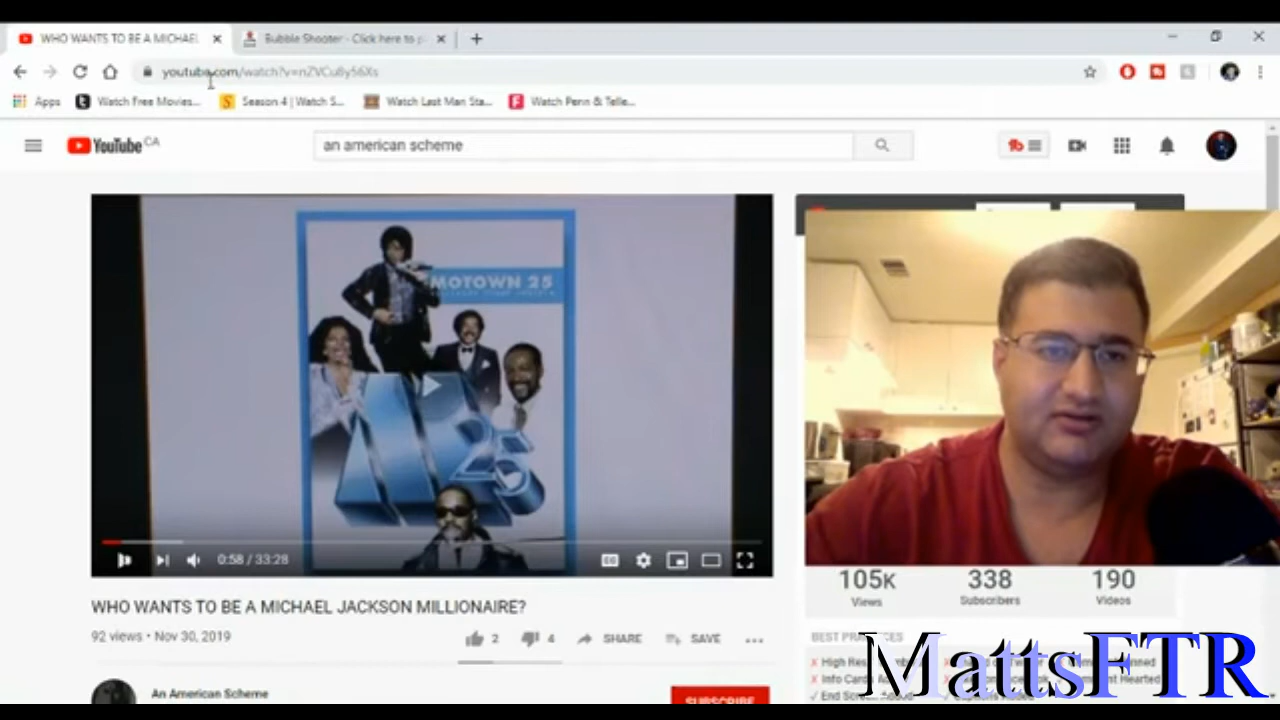 WHO WANTS TO BE A MICHAEL
Bubble Shooter - Click here to p
youtube.com/watch?v=nZVCu8y56Xs
Apps
Watch Free Movies...
Season 4 | Watch S...
Watch Last Man Sta...
Watch Penn & Telle...
YouTube CA
an american scheme
MOTOWN 25
0:58 / 33:28
WHO WANTS TO BE A MICHAEL JACKSON MILLIONAIRE?
92 views • Nov 30, 2019
2
4
SHARE
SAVE
An American Scheme
SUBSCRIBE
105K
338
190
Views
Subscribers
Videos
BEST PRACTICES
MattsFTR